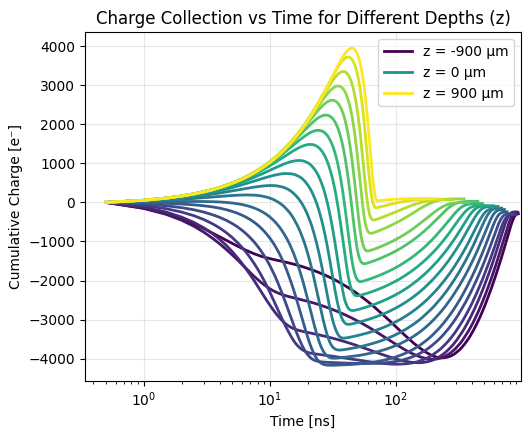 Charge Collection vs Time for Different Depths (z)
z = -900 μm
z = 0 μm
z = 900 μm
4000
3000
2000
1000
0
−1000
−2000
−3000
−4000
Cumulative Charge [e⁻]
10⁰
10¹
10²
Time [ns]